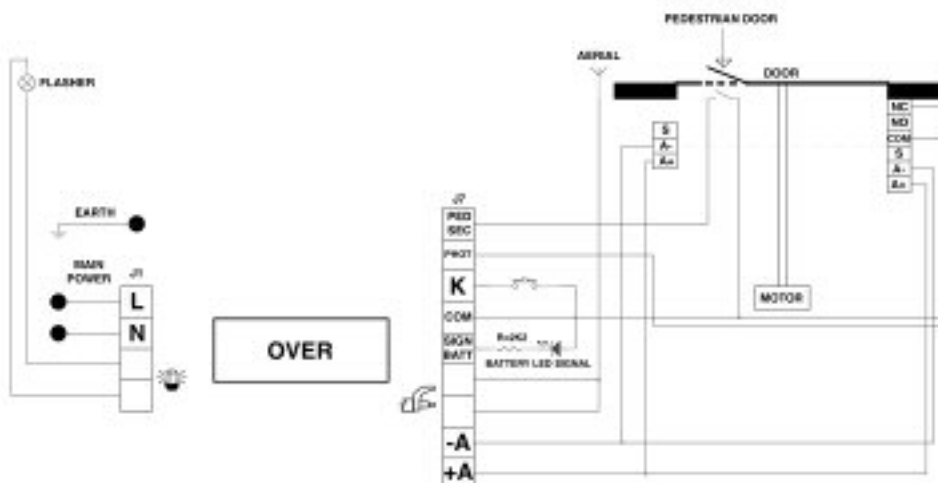 PEDESTRIAN DOOR
AERIAL
DOOR
FLASHER
NC
NO
COM
S
A-
A+
S
A-
A+
EARTH
J7
PED
SEC
PHOT
K
COM
SIGN
BATT
-A
+A
MAIN
POWER
J1
L
N
OVER
MOTOR
R=2K2
BATTERY LED SIGNAL